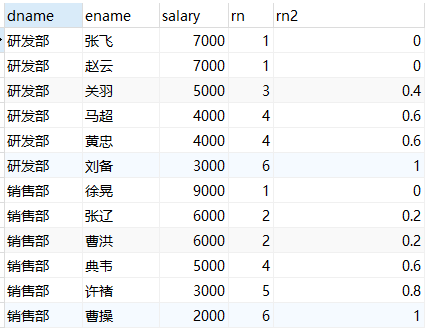 dname ename salary rn rn2
研发部 张飞 7000 1 0
研发部 赵云 7000 1 0
研发部 关羽 5000 3 0.4
研发部 马超 4000 4 0.6
研发部 黄忠 4000 4 0.6
研发部 刘备 3000 6 1
销售部 徐晃 9000 1 0
销售部 张辽 6000 2 0.2
销售部 曹洪 6000 2 0.2
销售部 典韦 5000 4 0.6
销售部 许褚 3000 5 0.8
销售部 曹操 2000 6 1